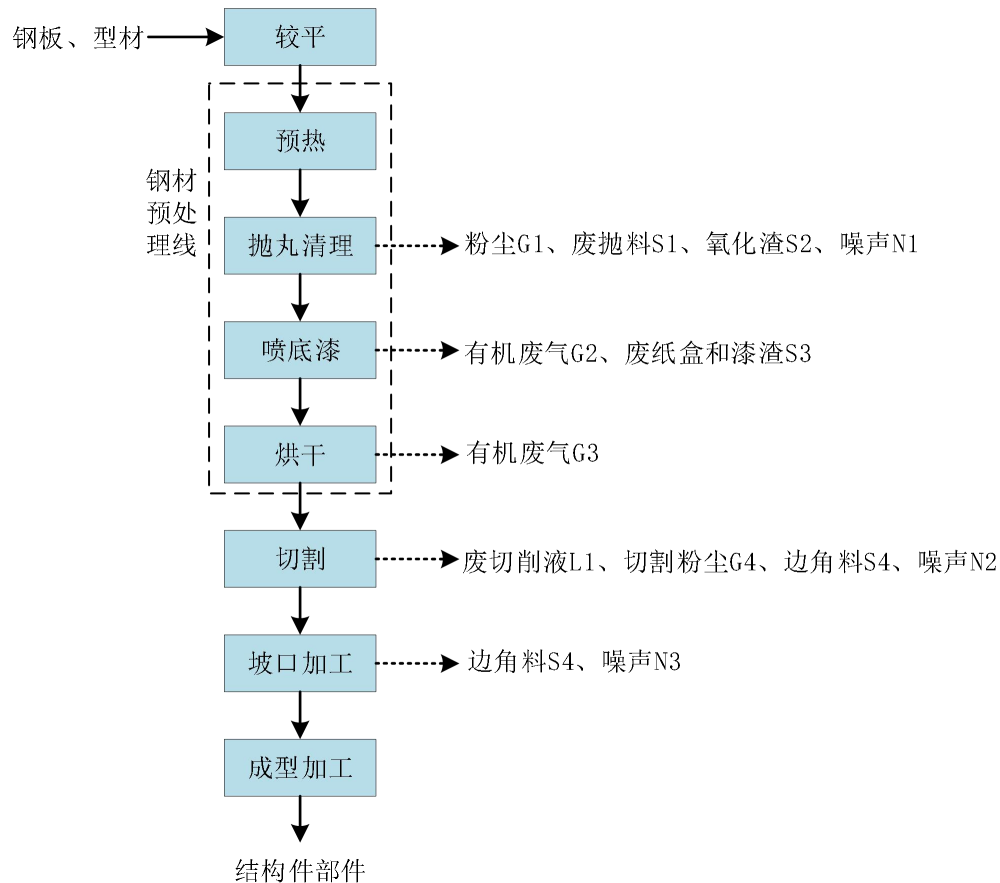 钢板、型材
较平
预热
钢材
预处
理线
抛丸清理
粉尘G1、废抛料S1、氧化渣S2、噪声N1
喷底漆
有机废气G2、废纸盒和漆渣S3
烘干
有机废气G3
切割
废切削液L1、切割粉尘G4、边角料S4、噪声N2
坡口加工
边角料S4、噪声N3
成型加工
结构件部件